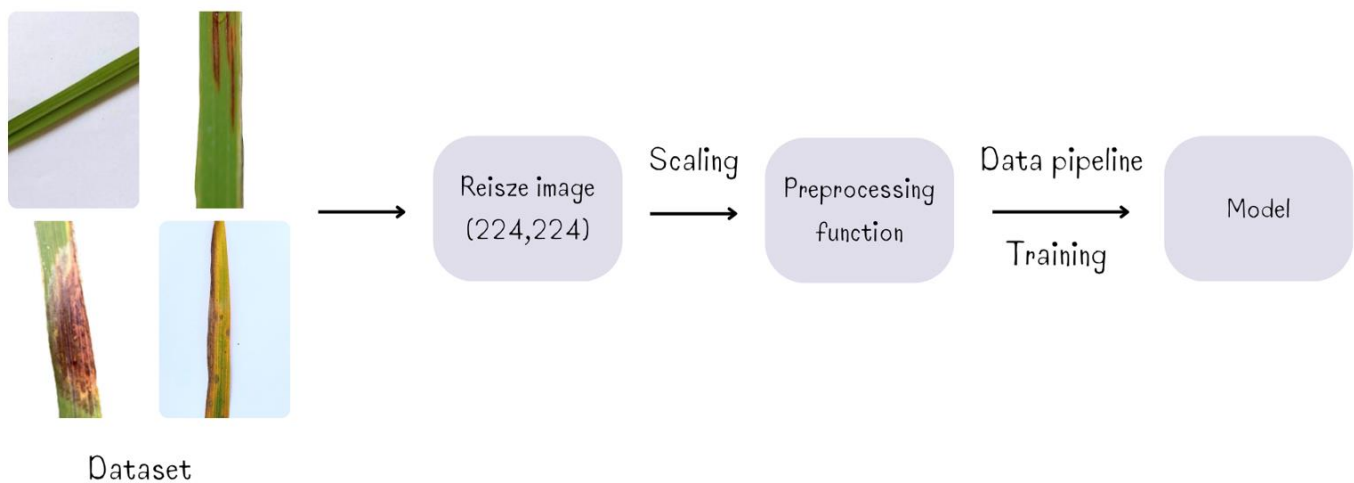 Reisze image
(224,224)
Scaling
Preprocessing
function
Data pipeline
Training
Model
Dataset